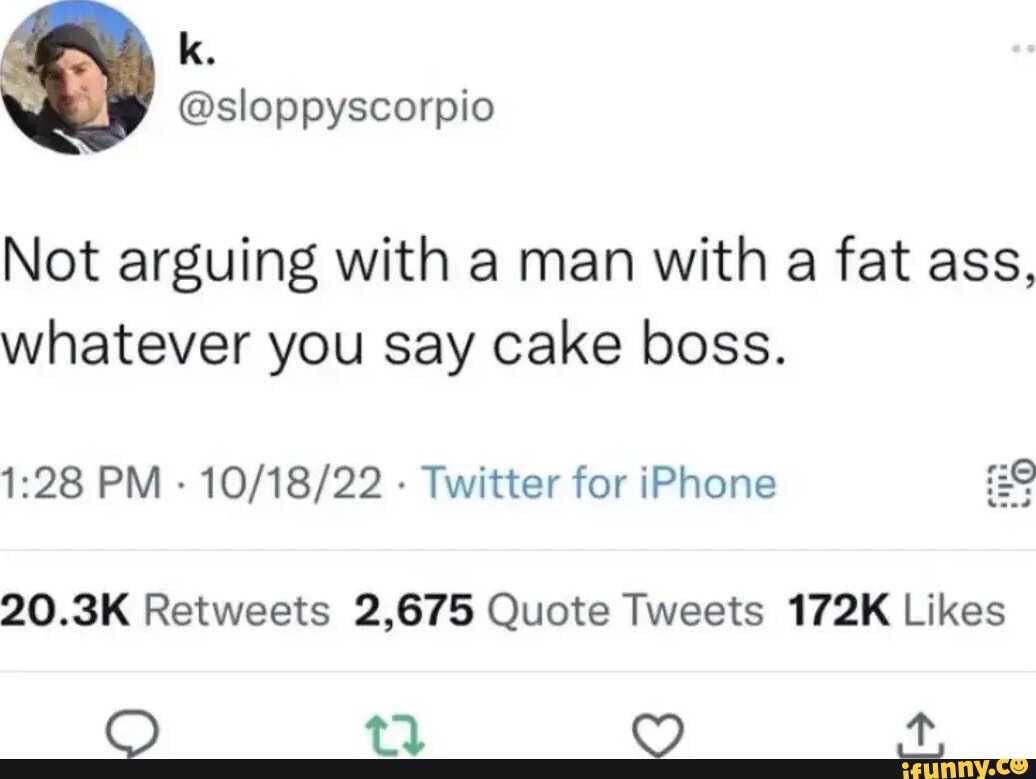 k.
@sloppyscorpio
Not arguing with a man with a fat ass,
whatever you say cake boss.
1:28 PM · 10/18/22 · Twitter for iPhone
20.3K Retweets 2,675 Quote Tweets 172K Likes
ifunny.co